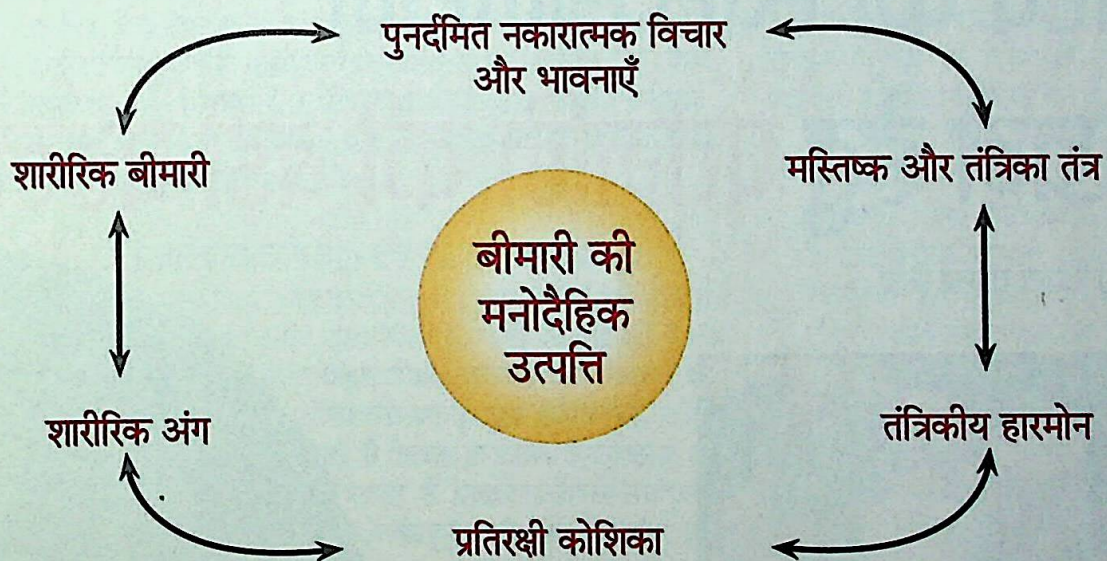 पुनर्दमित नकारात्मक विचार
और भावनाएँ
शारीरिक बीमारी
मस्तिष्क और तंत्रिका तंत्र
बीमारी की
मनोदैहिक
उत्पत्ति
शारीरिक अंग
तंत्रिकीय हारमोन
प्रतिरक्षी कोशिका